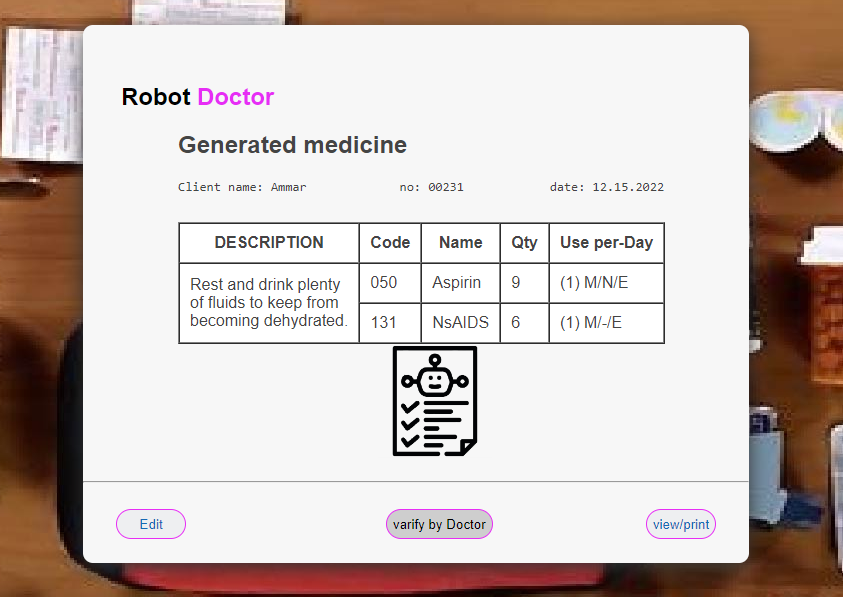 Robot Doctor
Generated medicine
Client name: Ammar no: 00231 date: 12.15.2022
DESCRIPTION Code Name Qty Use per-Day
Rest and drink plenty
of fluids to keep from
becoming dehydrated.
050 Aspirin 9 (1) M/N/E
131 NsAIDS 6 (1) M/-/E
Edit varify by Doctor view/print